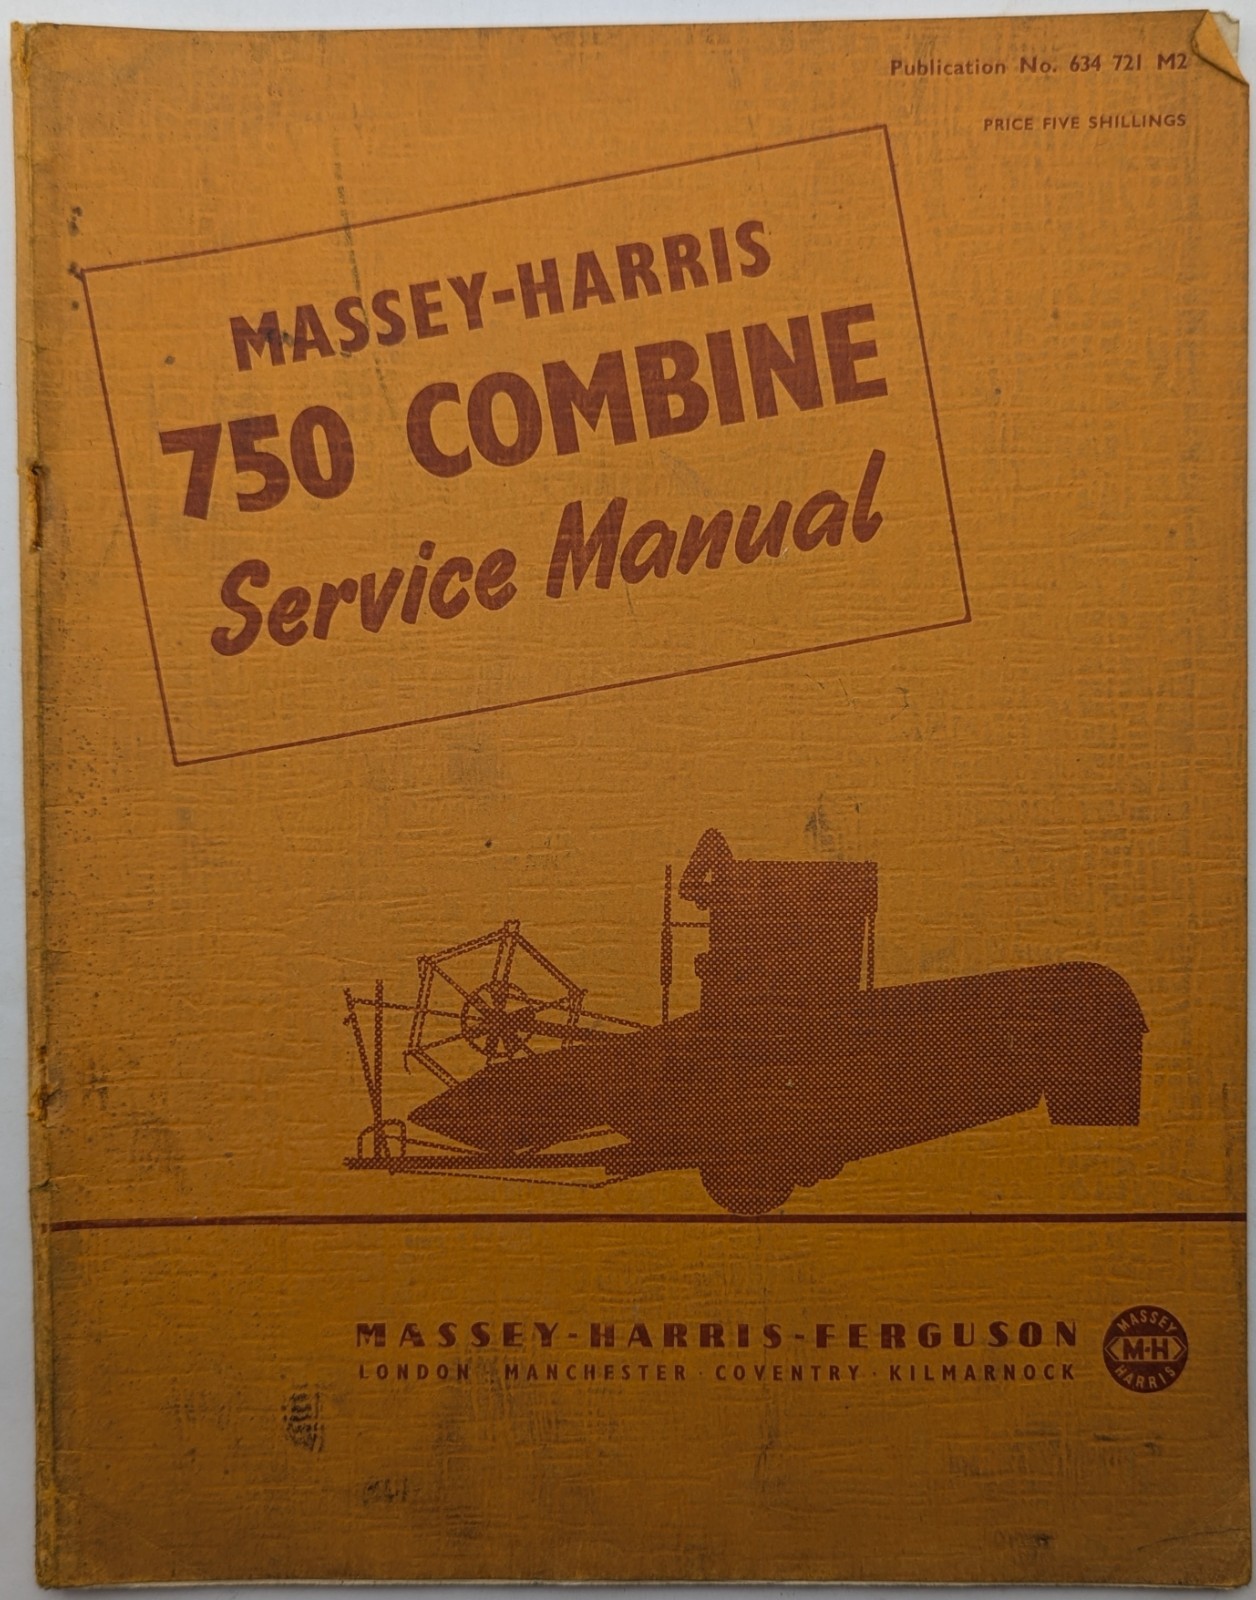 Publication No. 634 721 M2
PRICE FIVE SHILLINGS
MASSEY-HARRIS
750 COMBINE
Service Manual
MASSEY-HARRIS-FERGUSON
LONDON · MANCHESTER · COVENTRY · KILMARNOCK
MASSEY
M-H
HARRIS